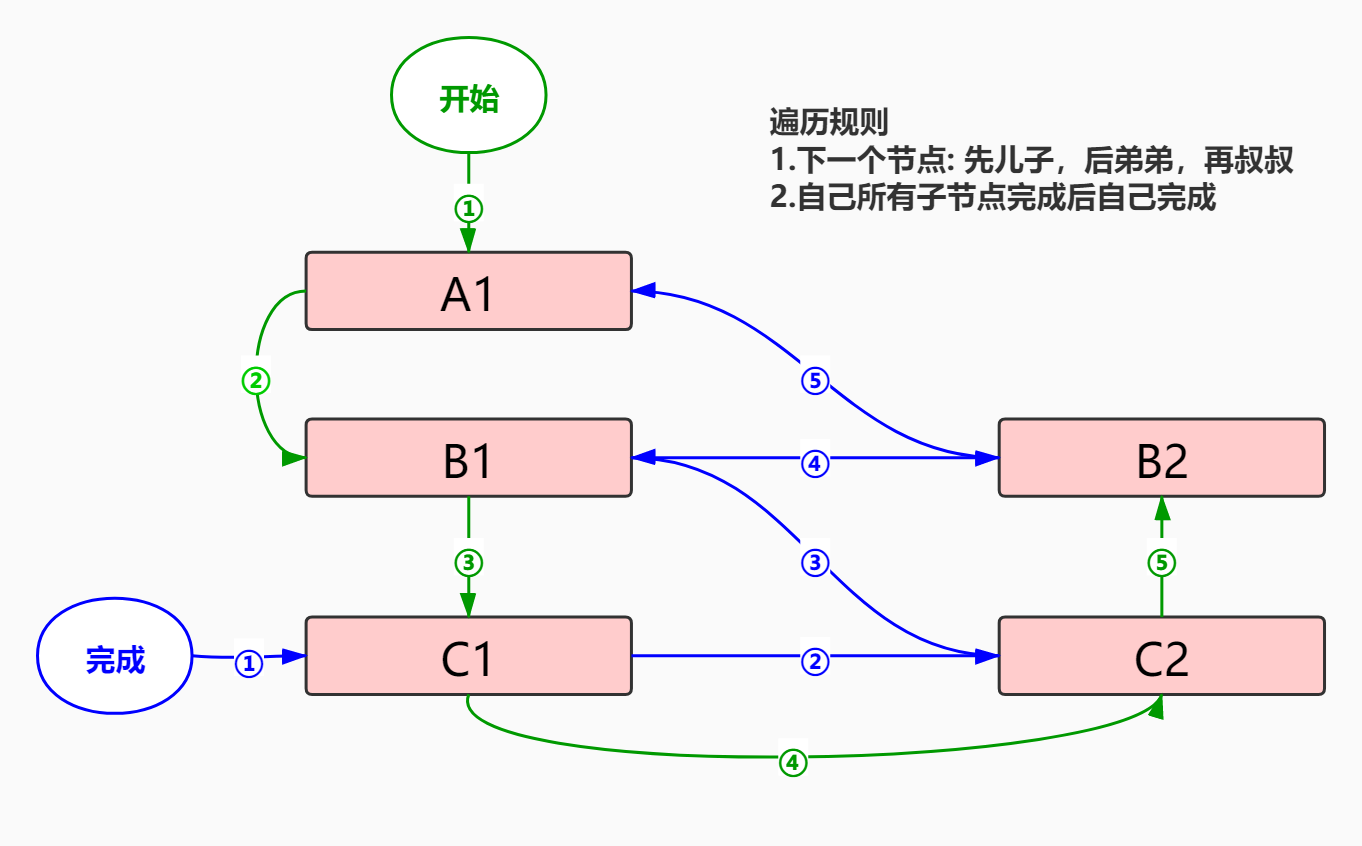 开始
遍历规则
1.下一个节点: 先儿子，后弟弟，再叔叔
2.自己所有子节点完成后自己完成
①
A1
②
⑤
B1
④
B2
③
③
⑤
完成
①
C1
②
C2
④